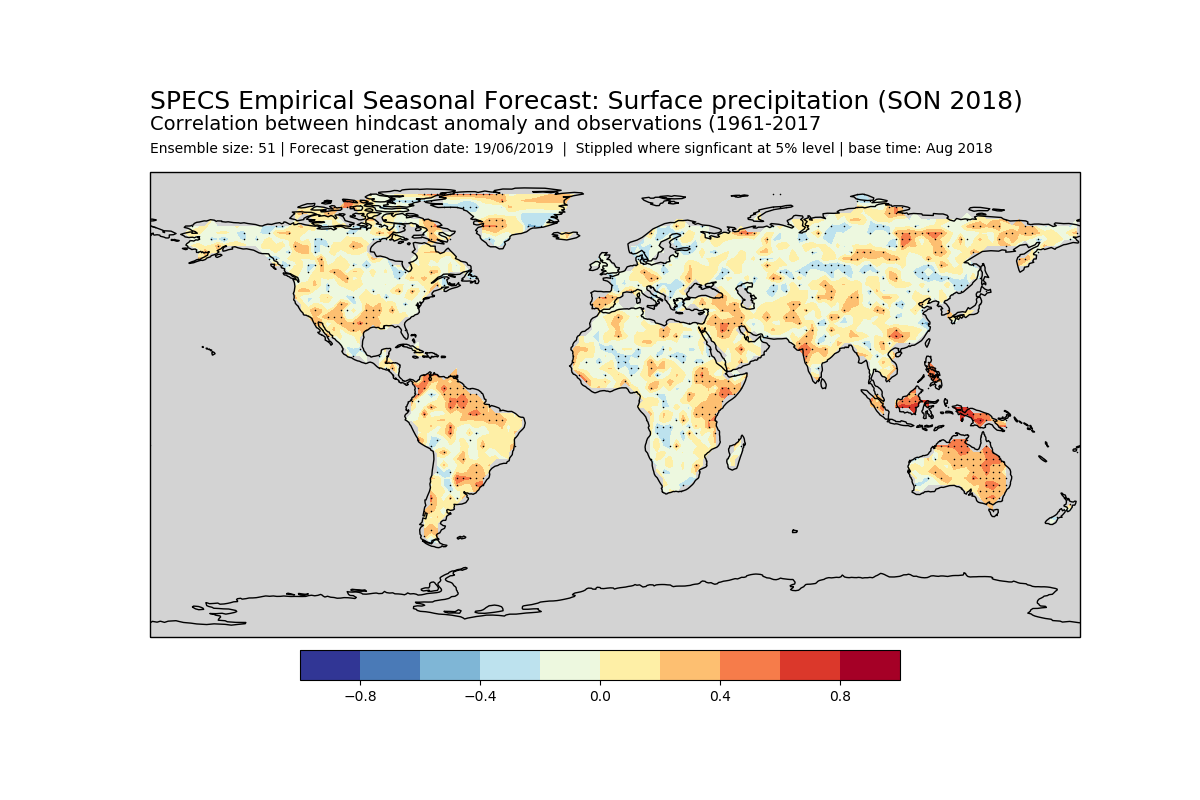 SPECS Empirical Seasonal Forecast: Surface precipitation (SON 2018)
Correlation between hindcast anomaly and observations (1961-2017
Ensemble size: 51 | Forecast generation date: 19/06/2019  |  Stippled where signficant at 5% level | base time: Aug 2018
−0.8 −0.4 0.0 0.4 0.8